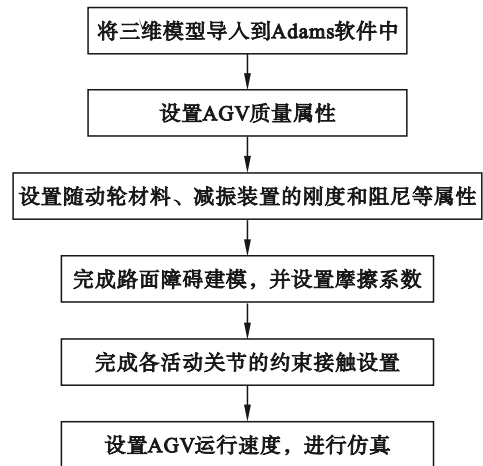 将三维模型导入到Adams软件中
设置AGV质量属性
设置随动轮材料、减振装置的刚度和阻尼等属性
完成路面障碍建模，并设置摩擦系数
完成各活动关节的约束接触设置
设置AGV运行速度，进行仿真